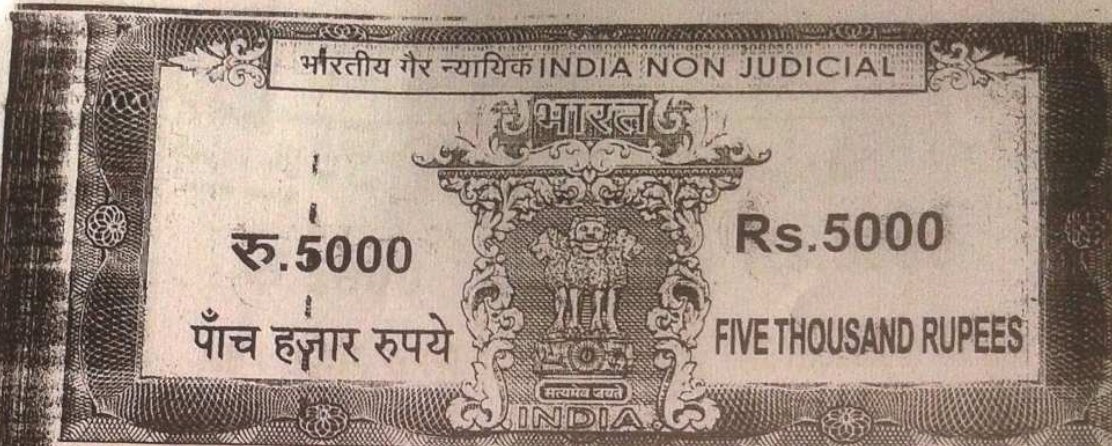 भारतीय गैर न्यायिक INDIA NON JUDICIAL
भारत
रु.5000
Rs.5000
पाँच हज़ार रुपये
FIVE THOUSAND RUPEES
सत्यमेव जयते
INDIA